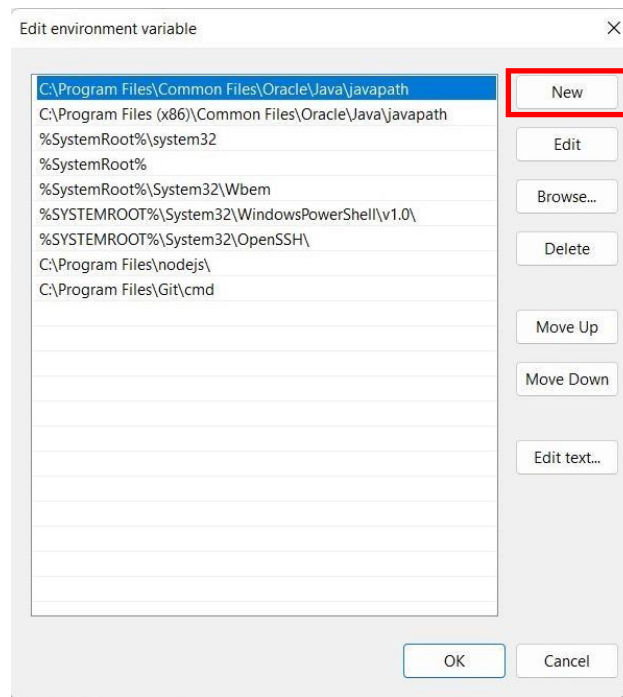 Edit environment variable
C:\Program Files\Common Files\Oracle\Java\javapath
New
C:\Program Files (x86)\Common Files\Oracle\Java\javapath
%SystemRoot%\system32
Edit
%SystemRoot%
%SystemRoot%\System32\Wbem
Browse...
%SYSTEMROOT%\System32\WindowsPowerShell\v1.0\
%SYSTEMROOT%\System32\OpenSSH\
Delete
C:\Program Files\nodejs\
C:\Program Files\Git\cmd
Move Up
Move Down
Edit text...
OK
Cancel